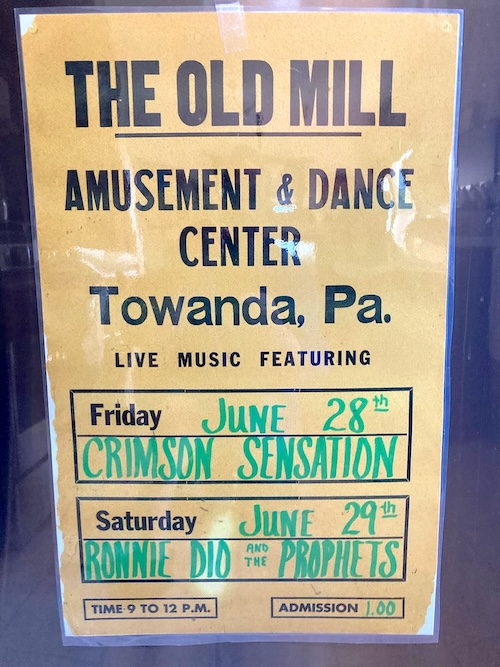 THE OLD MILL
AMUSEMENT & DANCE
CENTER
Towanda, Pa.
LIVE MUSIC FEATURING
Friday JUNE 28th
CRIMSON SENSATION
Saturday JUNE 29th
RONNIE DIO AND THE PROPHETS
TIME 9 TO 12 P.M. ADMISSION 1.00